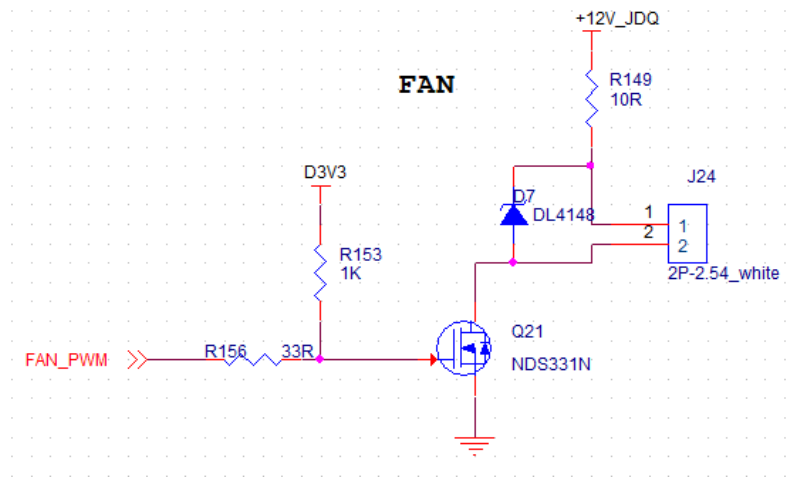 +12V_JDQ
FAN
R149
10R
D3V3
J24
D7
DL4148
1
1
2
2
2P-2.54_white
R153
1K
Q21
NDS331N
FAN_PWM
R156
33R